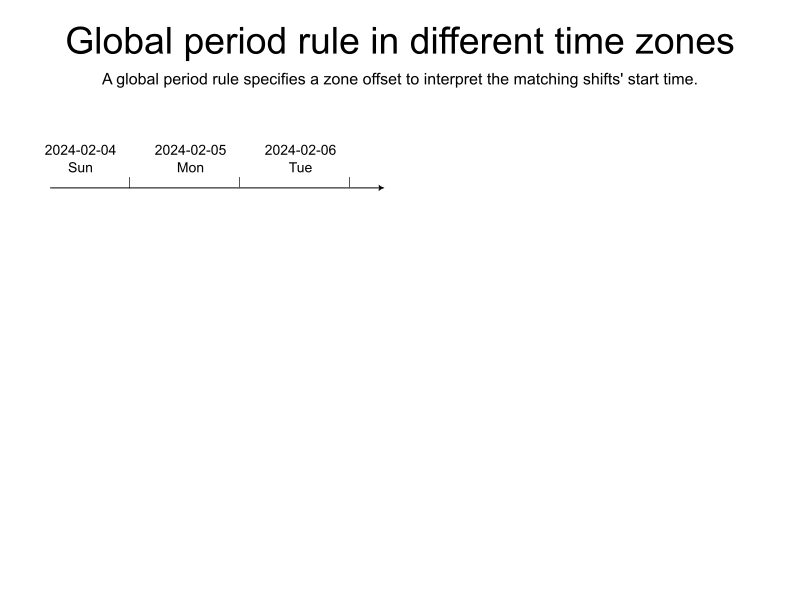 Global period rule in different time zones
A global period rule specifies a zone offset to interpret the matching shifts' start time.
2024-02-04 2024-02-05 2024-02-06
Sun Mon Tue